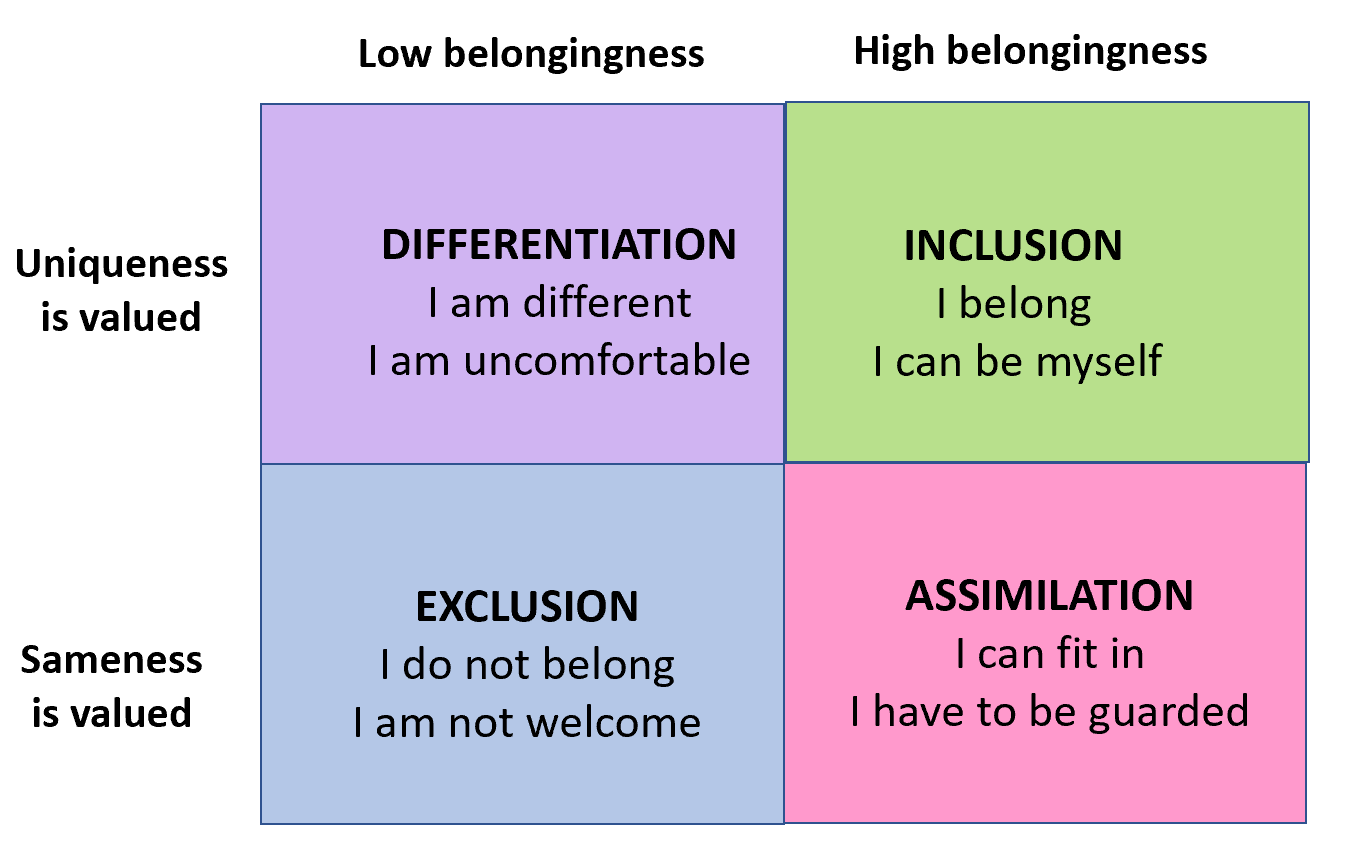 Low belongingness
High belongingness
Uniqueness
is valued
DIFFERENTIATION
I am different
I am uncomfortable
INCLUSION
I belong
I can be myself
Sameness
is valued
EXCLUSION
I do not belong
I am not welcome
ASSIMILATION
I can fit in
I have to be guarded